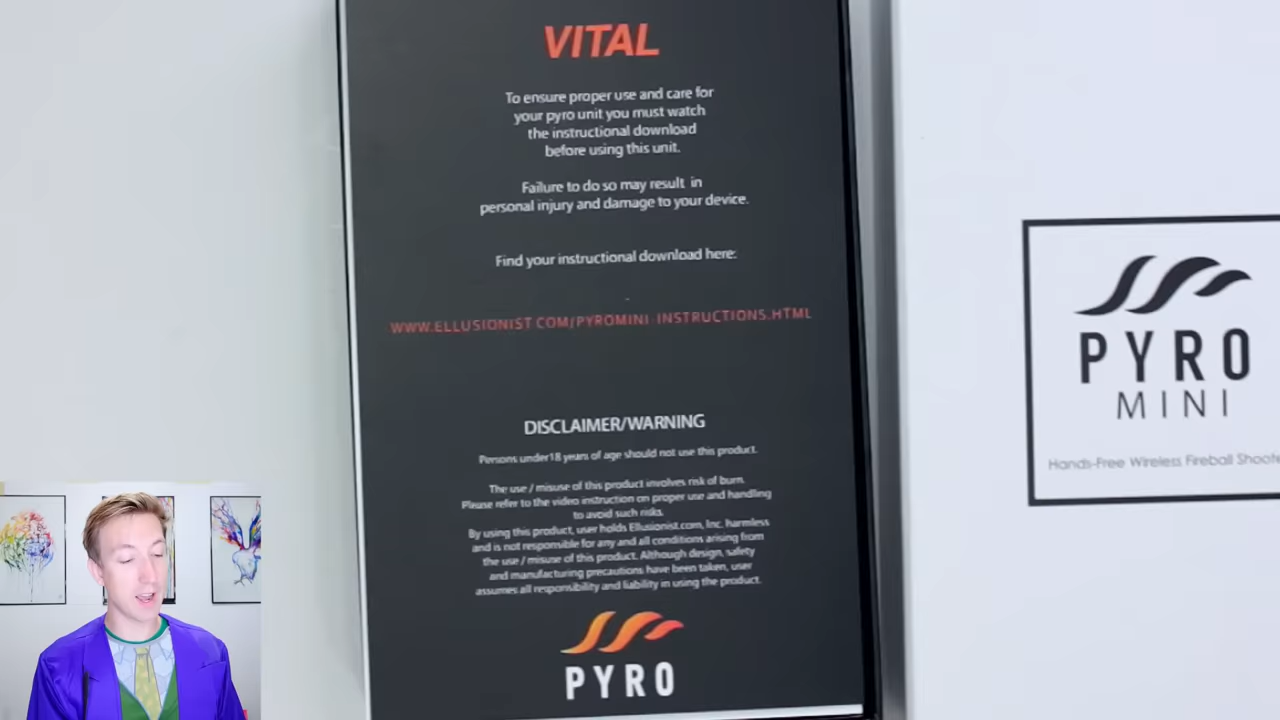 VITAL
To ensure proper use and care for
your pyro unit you must watch
the instructional download
before using this unit.
Failure to do so may result in
personal injury and damage to your device.
Find your instructional download here:
WWW.ELLUSIONIST.COM/PYROMINI-INSTRUCTIONS.HTML
DISCLAIMER/WARNING
Persons under18 years of age should not use this product.
The use / misuse of this product involves risk of burn.
Please refer to the video instruction on proper use and handling
to avoid such risks.
By using this product, user holds Ellusionist.com, Inc. harmless
and is not responsible for any and all conditions arising from
the use / misuse of this product. Although design, safety
and manufacturing precautions have been taken, user
assumes all responsibility and liability in using the product.
PYRO
PYRO
MINI
Hands-Free Wireless Fireball Shoote